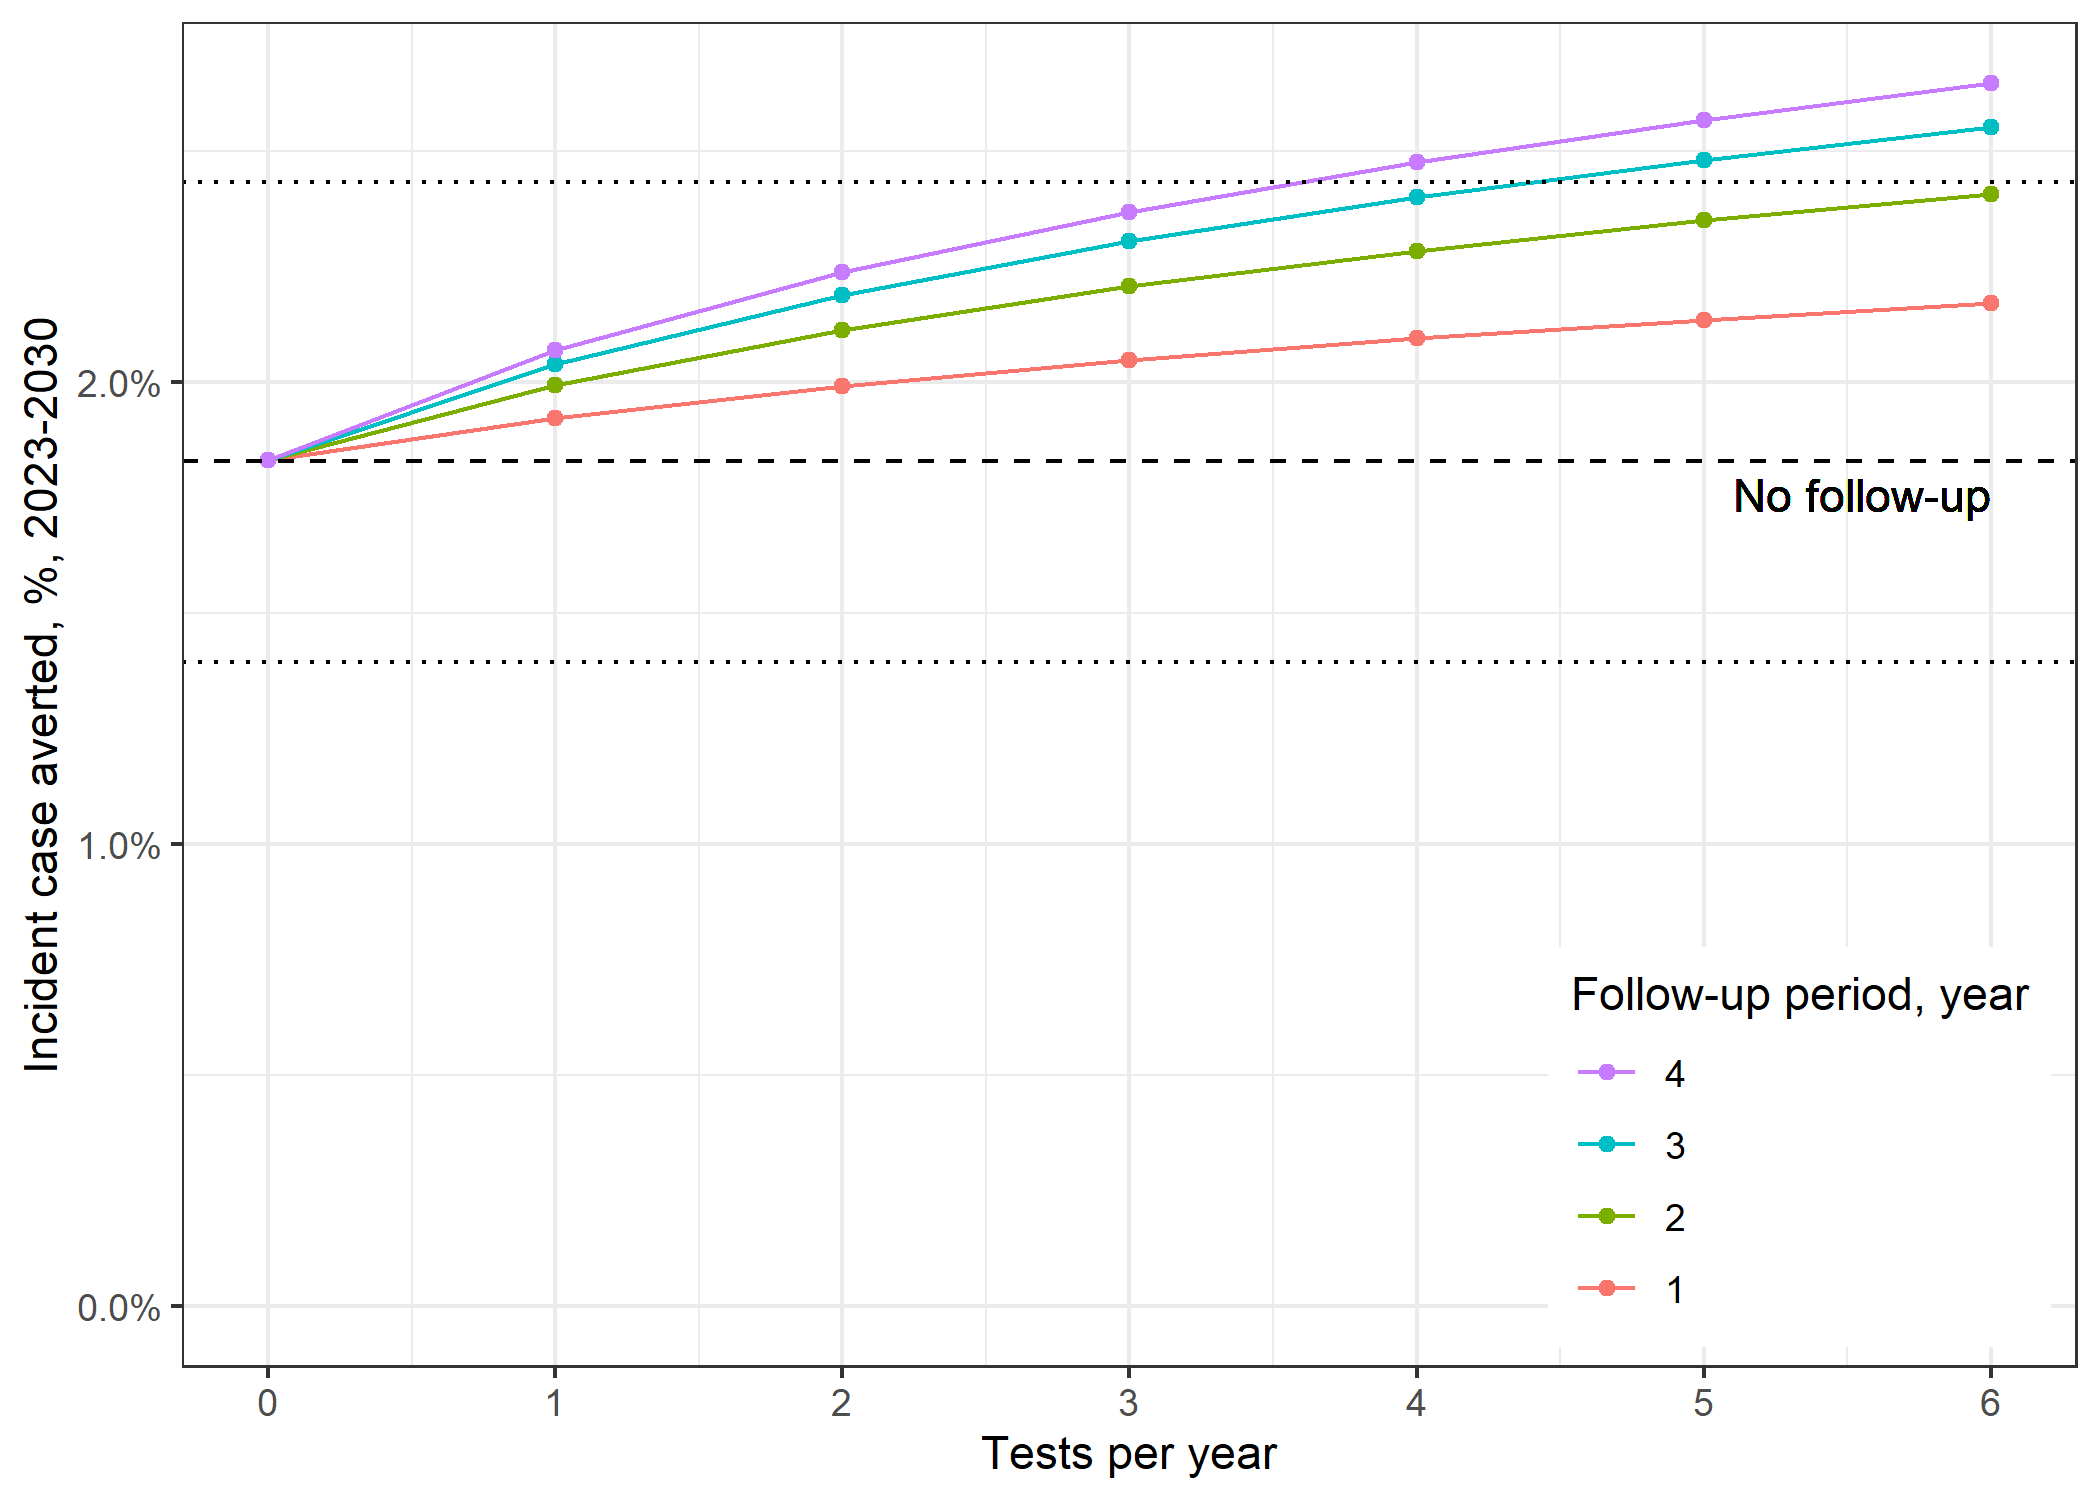 Incident case averted, %, 2023-2030
2.0%
1.0%
0.0%
No follow-up
Follow-up period, year
4
3
2
1
0 1 2 3 4 5 6
Tests per year